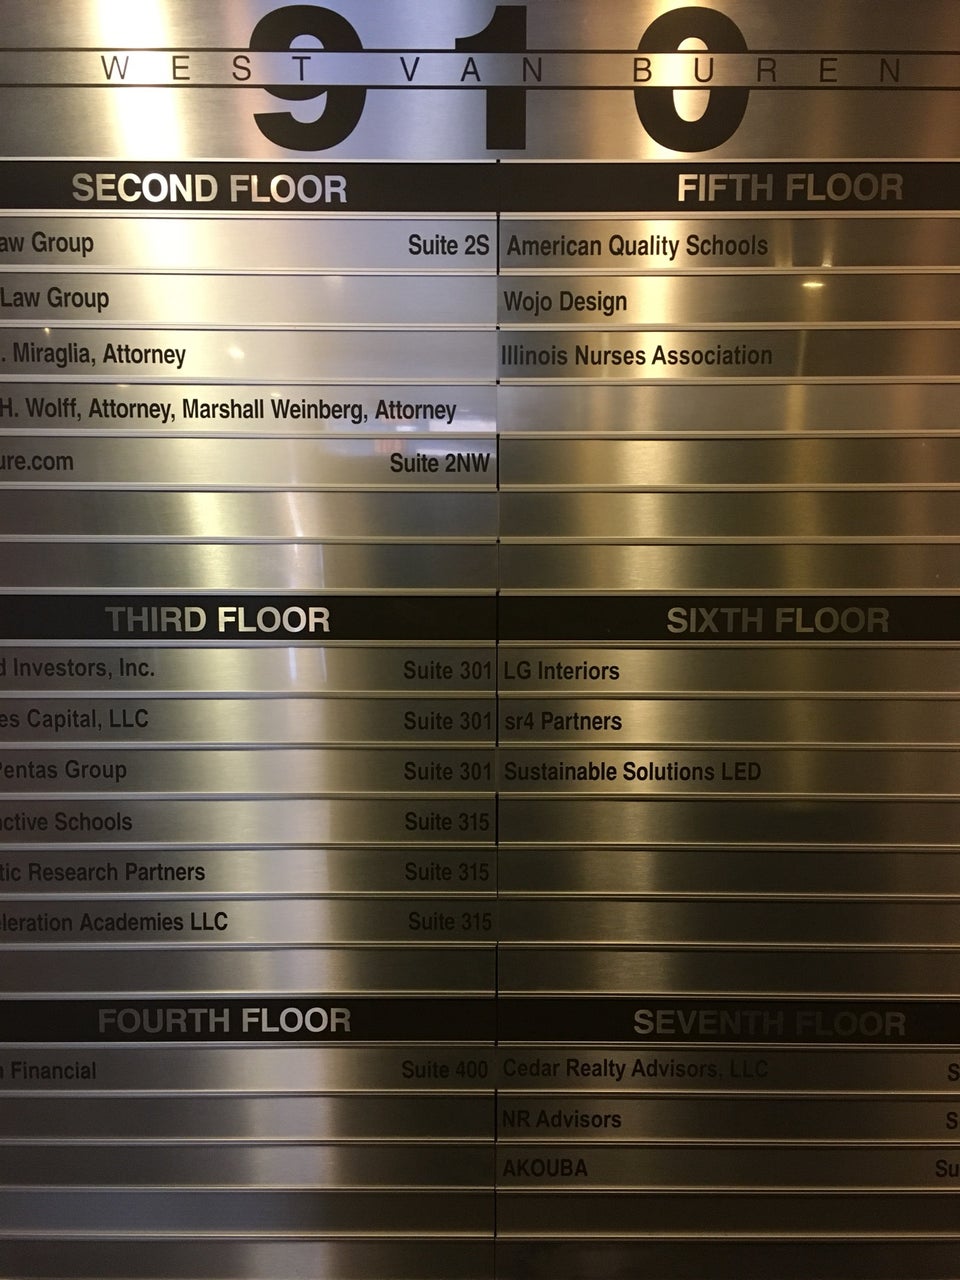 910
WEST VAN BUREN
SECOND FLOOR
aw Group Suite 2S
Law Group
. Miraglia, Attorney
H. Wolff, Attorney, Marshall Weinberg, Attorney
ure.com Suite 2NW
THIRD FLOOR
d Investors, Inc. Suite 301
es Capital, LLC Suite 301
Pentas Group Suite 301
active Schools Suite 315
tic Research Partners Suite 315
eleration Academies LLC Suite 315
FOURTH FLOOR
Financial Suite 400
FIFTH FLOOR
American Quality Schools
Wojo Design
Illinois Nurses Association
SIXTH FLOOR
LG Interiors
sr4 Partners
Sustainable Solutions LED
SEVENTH FLOOR
Cedar Realty Advisors, LLC S
NR Advisors S
AKOUBA Su